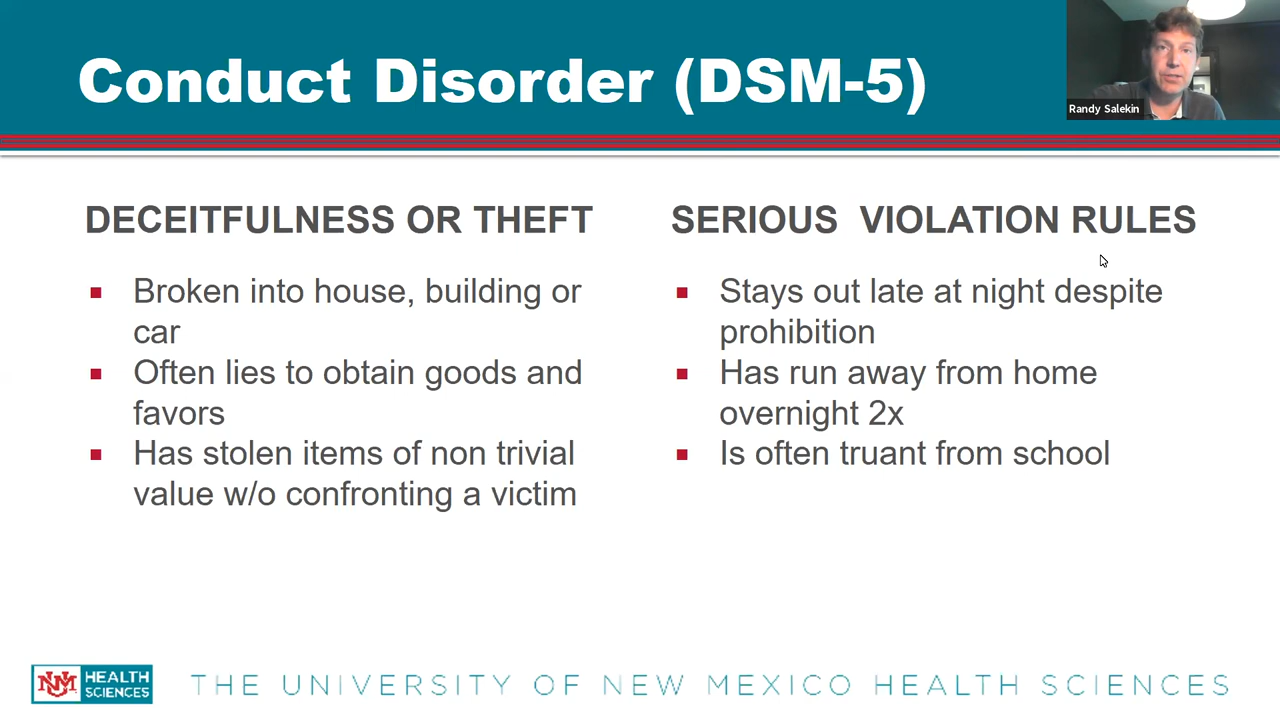 Conduct Disorder (DSM-5)
Randy Salekin
DECEITFULNESS OR THEFT
Broken into house, building or
car
Often lies to obtain goods and
favors
Has stolen items of non trivial
value w/o confronting a victim
SERIOUS VIOLATION RULES
Stays out late at night despite
prohibition
Has run away from home
overnight 2x
Is often truant from school
UNM HEALTH
SCIENCES
THE UNIVERSITY OF NEW MEXICO HEALTH SCIENCES